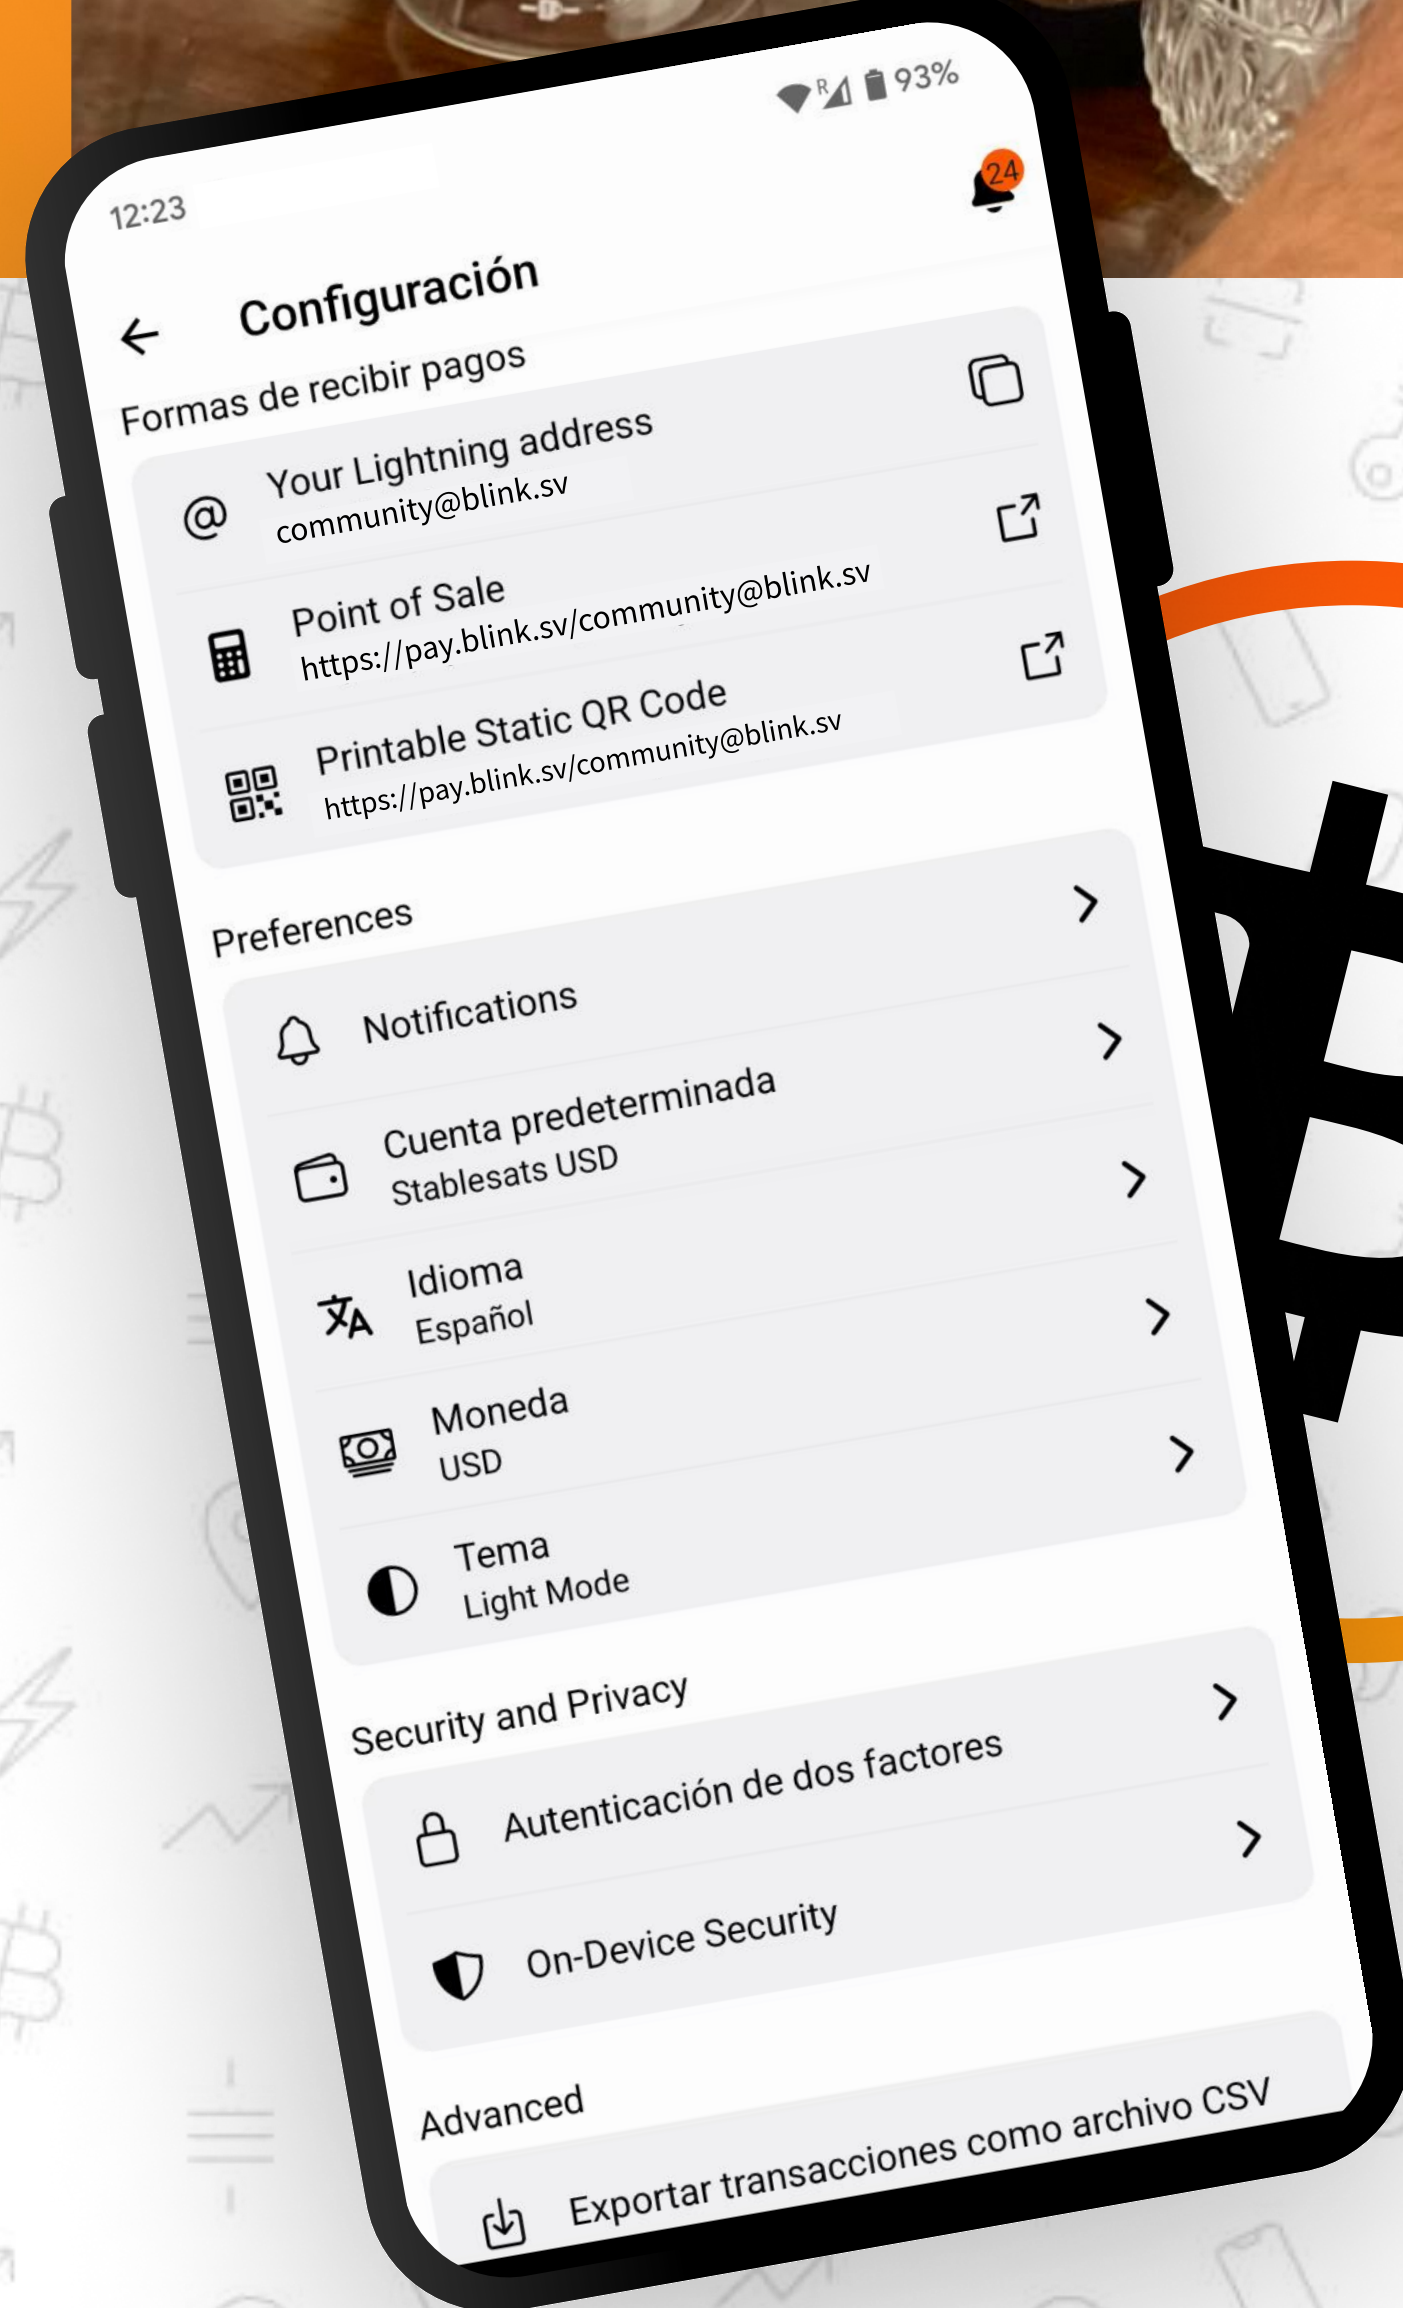 12:23
R
93%
24
Configuración
Formas de recibir pagos
Your Lightning address
community@blink.sv
Point of Sale
https://pay.blink.sv/community@blink.sv
Printable Static QR Code
https://pay.blink.sv/community@blink.sv
Preferences
Notifications
Cuenta predeterminada
Stablesats USD
Idioma
Español
Moneda
USD
Tema
Light Mode
Security and Privacy
Autenticación de dos factores
On-Device Security
Advanced
Exportar transacciones como archivo CSV